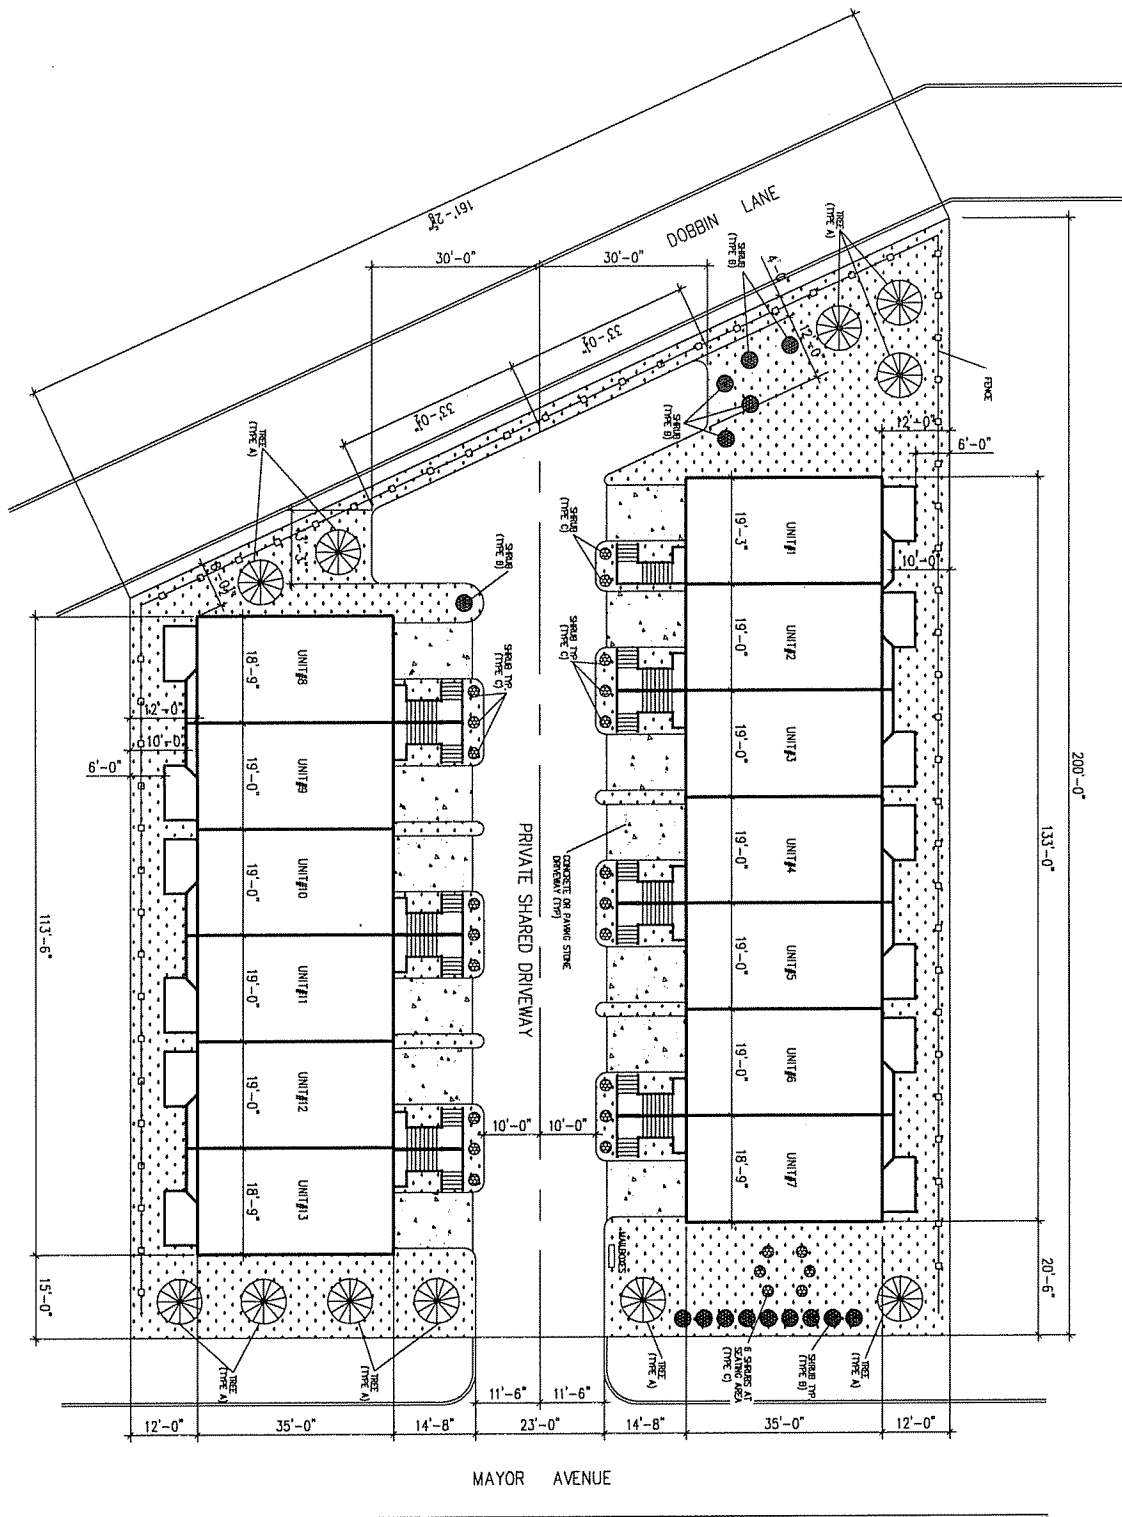 161'-2⅝"
DOBBIN LANE
30'-0"
30'-0"
33'-0½"
33'-0½"
4'-0"
12'-0"
TREE
(TYPE A)
SHRUB
(TYPE B)
SHRUB
(TYPE B)
TREE
(TYPE A)
FENCE
12'-0"
6'-0"
10'-0"
13'-3"
SHRUB
(TYPE C)
SHRUB
(TYPE B)
SHRUB TYP.
(TYPE C)
SHRUB TYP.
(TYPE C)
UNIT#1
19'-3"
UNIT#2
19'-0"
UNIT#3
19'-0"
UNIT#4
19'-0"
UNIT#5
19'-0"
UNIT#6
19'-0"
UNIT#7
18'-9"
200'-0"
133'-0"
20'-6"
UNIT#8
18'-9"
UNIT#9
19'-0"
UNIT#10
19'-0"
UNIT#11
19'-0"
UNIT#12
19'-0"
UNIT#13
18'-9"
12'-0"
10'-0"
6'-0"
113'-6"
15'-0"
PRIVATE SHARED DRIVEWAY
CONCRETE OR PAVING STONE
DRIVEWAY (TYP)
10'-0"
10'-0"
MAILBOXES
TREE
(TYPE A)
TREE
(TYPE A)
TREE
(TYPE A)
6 SHRUBS AT
SEATING AREA
(TYPE C)
SHRUB TYP.
(TYPE B)
TREE
(TYPE A)
11'-6"
11'-6"
12'-0"
35'-0"
14'-8"
23'-0"
14'-8"
35'-0"
12'-0"
MAYOR AVENUE